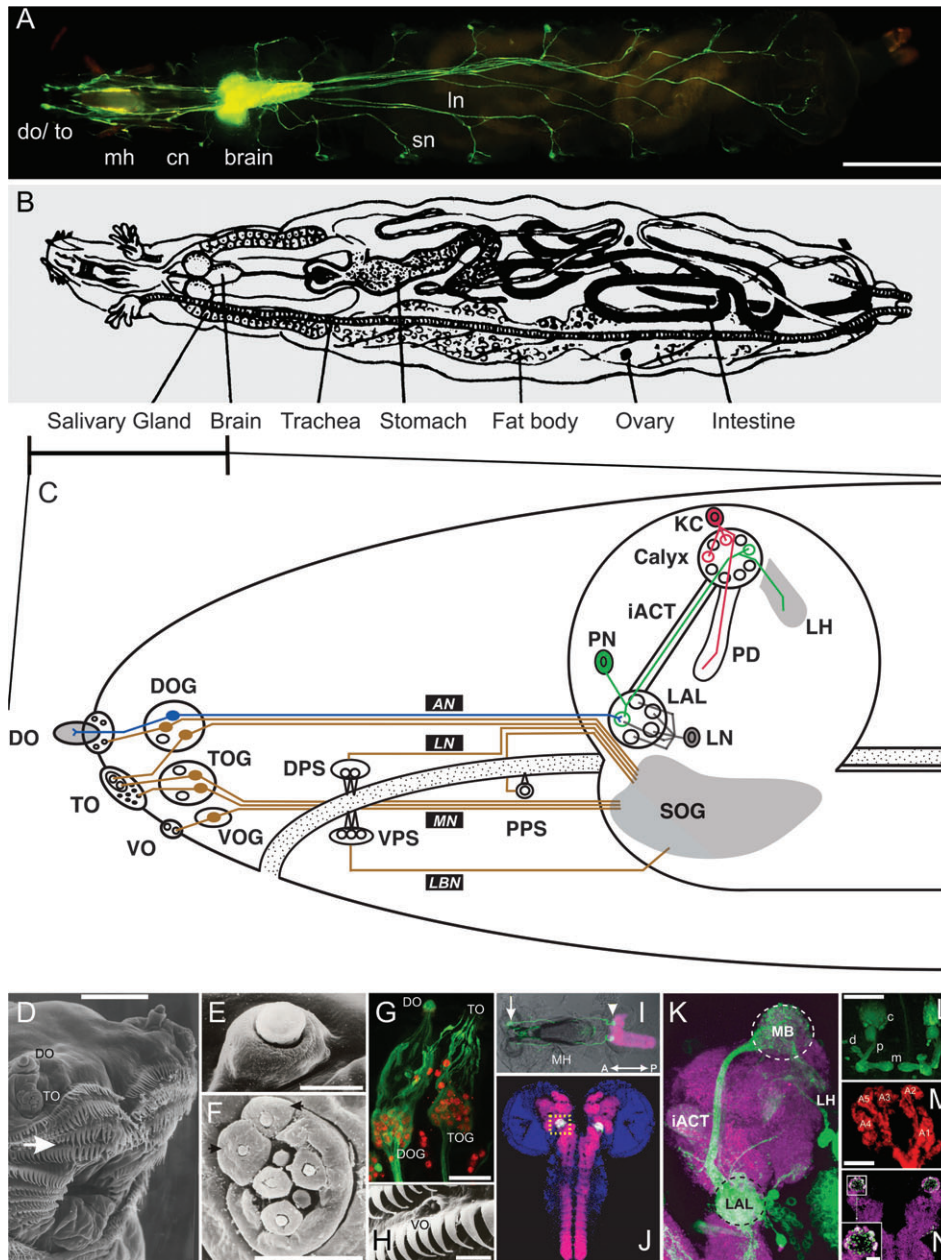 A
do/ to
mh
cn
brain
ln
sn
B
Salivary Gland
Brain
Trachea
Stomach
Fat body
Ovary
Intestine
C
KC
Calyx
iACT
LH
PN
PD
LAL
LN
DOG
AN
DO
LN
DPS
TOG
TO
SOG
MN
PPS
VO
VOG
VPS
LBN
D
DO
TO
E
F
G
DO
TO
DOG
TOG
H
VO
I
MH
A
P
J
K
MB
iACT
LH
LAL
c
d
p
m
M
A5
A3
A2
A4
A1
N